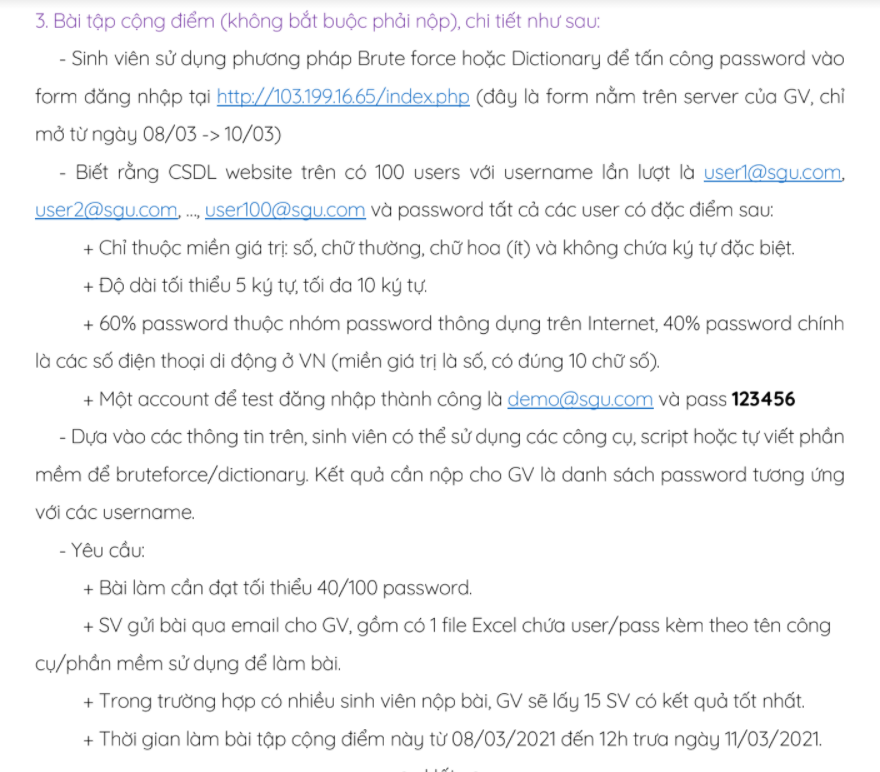 3. Bài tập cộng điểm (không bắt buộc phải nộp), chi tiết như sau:
- Sinh viên sử dụng phương pháp Brute force hoặc Dictionary để tấn công password vào
form đăng nhập tại http://103.199.16.65/index.php (đây là form nằm trên server của GV, chỉ
mở từ ngày 08/03 -> 10/03)
- Biết rằng CSDL website trên có 100 users với username lần lượt là user1@sgu.com,
user2@sgu.com, ..., user100@sgu.com và password tất cả các user có đặc điểm sau:
+ Chỉ thuộc miền giá trị: số, chữ thường, chữ hoa (ít) và không chứa ký tự đặc biệt.
+ Độ dài tối thiểu 5 ký tự, tối đa 10 ký tự.
+ 60% password thuộc nhóm password thông dụng trên Internet, 40% password chính
là các số điện thoại di động ở VN (miền giá trị là số, có đúng 10 chữ số).
+ Một account để test đăng nhập thành công là demo@sgu.com và pass 123456
- Dựa vào các thông tin trên, sinh viên có thể sử dụng các công cụ, script hoặc tự viết phần
mềm để bruteforce/dictionary. Kết quả cần nộp cho GV là danh sách password tương ứng
với các username.
- Yêu cầu:
+ Bài làm cần đạt tối thiểu 40/100 password.
+ SV gửi bài qua email cho GV, gồm có 1 file Excel chứa user/pass kèm theo tên công
cụ/phần mềm sử dụng để làm bài.
+ Trong trường hợp có nhiều sinh viên nộp bài, GV sẽ lấy 15 SV có kết quả tốt nhất.
+ Thời gian làm bài tập cộng điểm này từ 08/03/2021 đến 12h trưa ngày 11/03/2021.